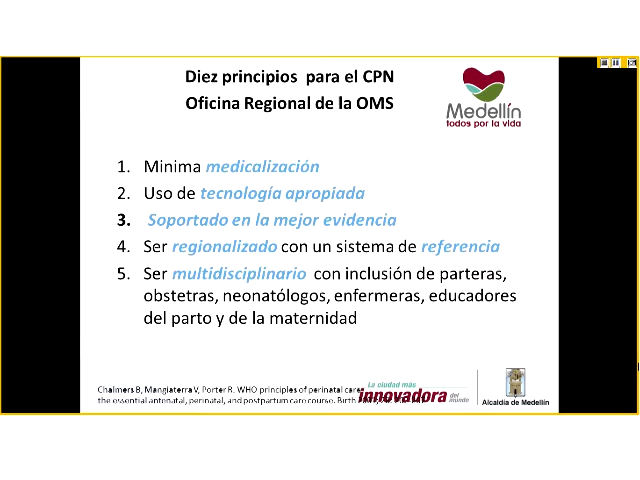 Diez principios para el CPN
Oficina Regional de la OMS
Medellín
todos por la vida
1. Minima medicalización
2. Uso de tecnología apropiada
3. Soportado en la mejor evidencia
4. Ser regionalizado con un sistema de referencia
5. Ser multidisciplinario con inclusión de parteras,
obstetras, neonatólogos, enfermeras, educadores
del parto y de la maternidad
Chalmers B, Mangiaterra V, Porter R. WHO principles of perinatal care:
the essential antenatal, perinatal, and postpartum care course. Birth
La ciudad más
innovadora del
mundo
Alcaldía de Medellín